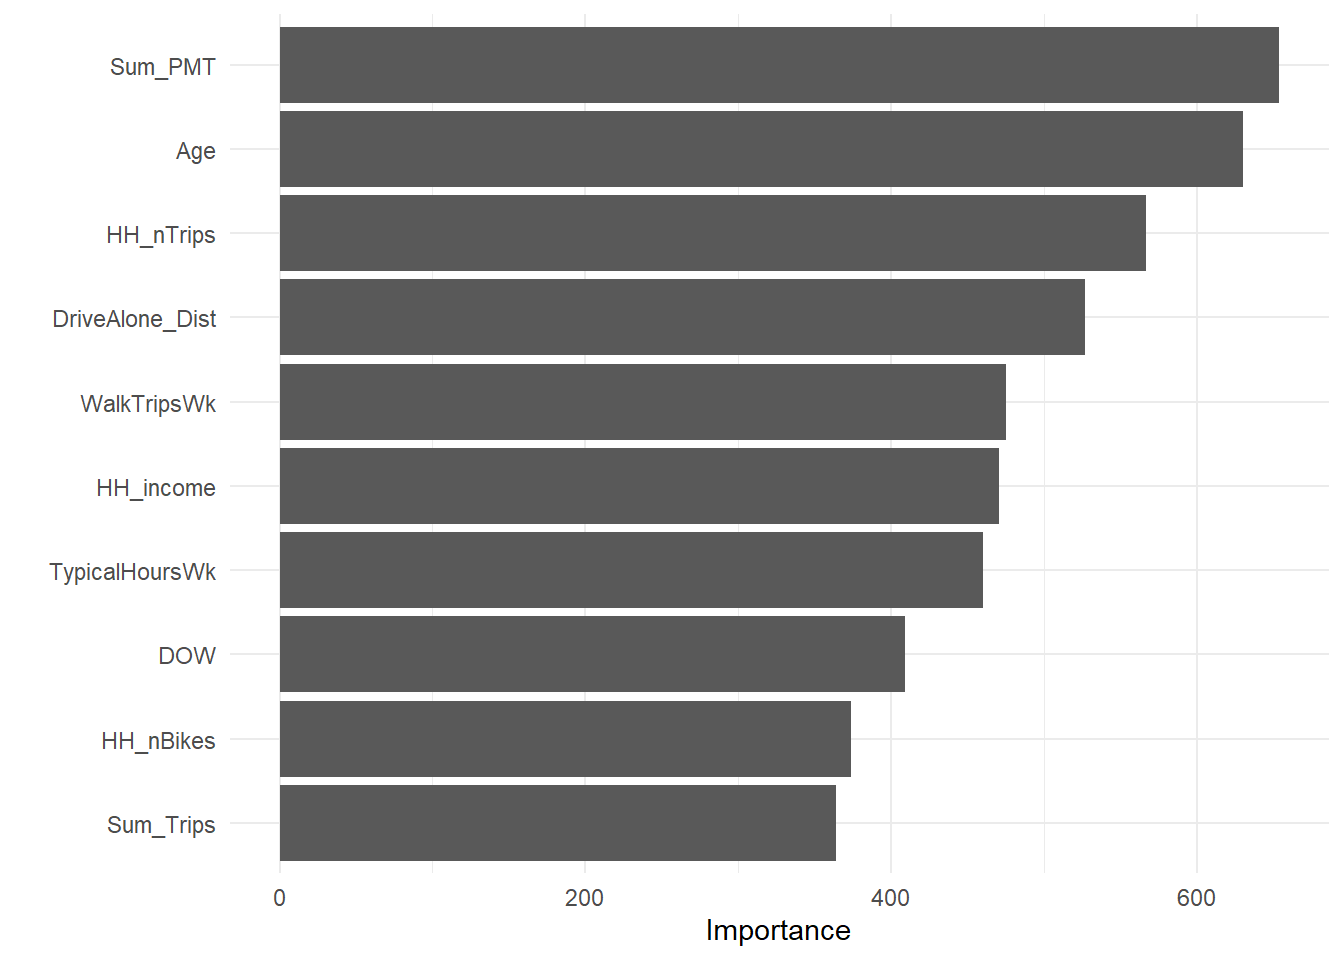 Sum_PMT
Age
HH_nTrips
DriveAlone_Dist
WalkTripsWk
HH_income
TypicalHoursWk
DOW
HH_nBikes
Sum_Trips
0 200 400 600
Importance